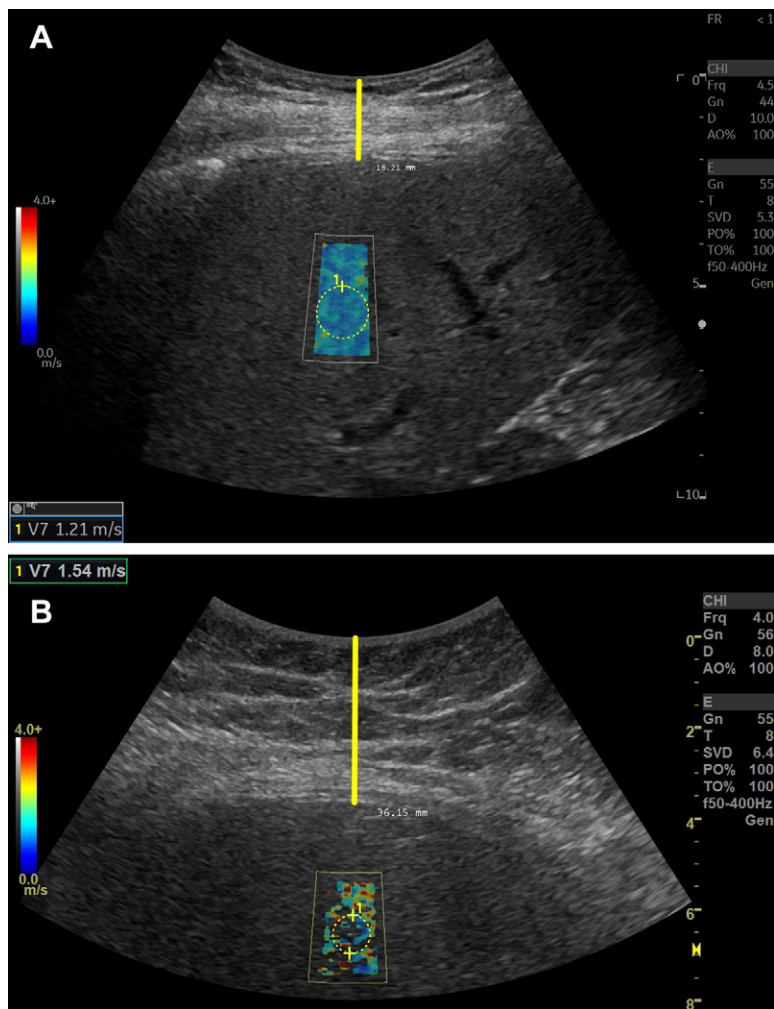 A
FR < 1
CHI
Frq 4.5
Gn 44
D 10.0
AO% 100
E
Gn 55
T 8
SVD 5.3
PO% 100
TO% 100
f50-400Hz
Gen
0
5
10
4.0+
0.0
m/s
16.21 mm
1
1 V7 1.21 m/s
1 V7 1.54 m/s
B
CHI
Frq 4.0
Gn 56
D 8.0
AO% 100
E
Gn 55
T 8
SVD 6.4
PO% 100
TO% 100
f50-400Hz
Gen
0
2
4
6
8
4.0+
0.0
m/s
36.15 mm
1